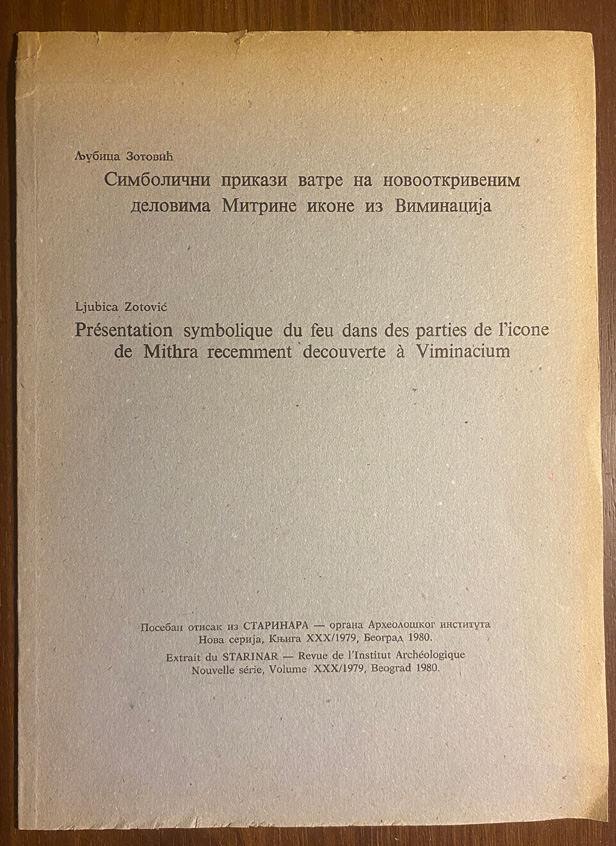 Љубица Зотовић
Симболични прикази ватре на новооткривеним
деловима Митрине иконе из Виминација
Ljubica Zotović
Présentation symbolique du feu dans des parties de l'icone
de Mithra recemment decouverte à Viminacium
Посебан отисак из СТАРИНАРА — органа Археолошког института
Нова серија, Књига XXX/1979, Београд 1980.
Extrait du STARINAR — Revue de l'Institut Archéologique
Nouvelle série, Volume XXX/1979, Beograd 1980.